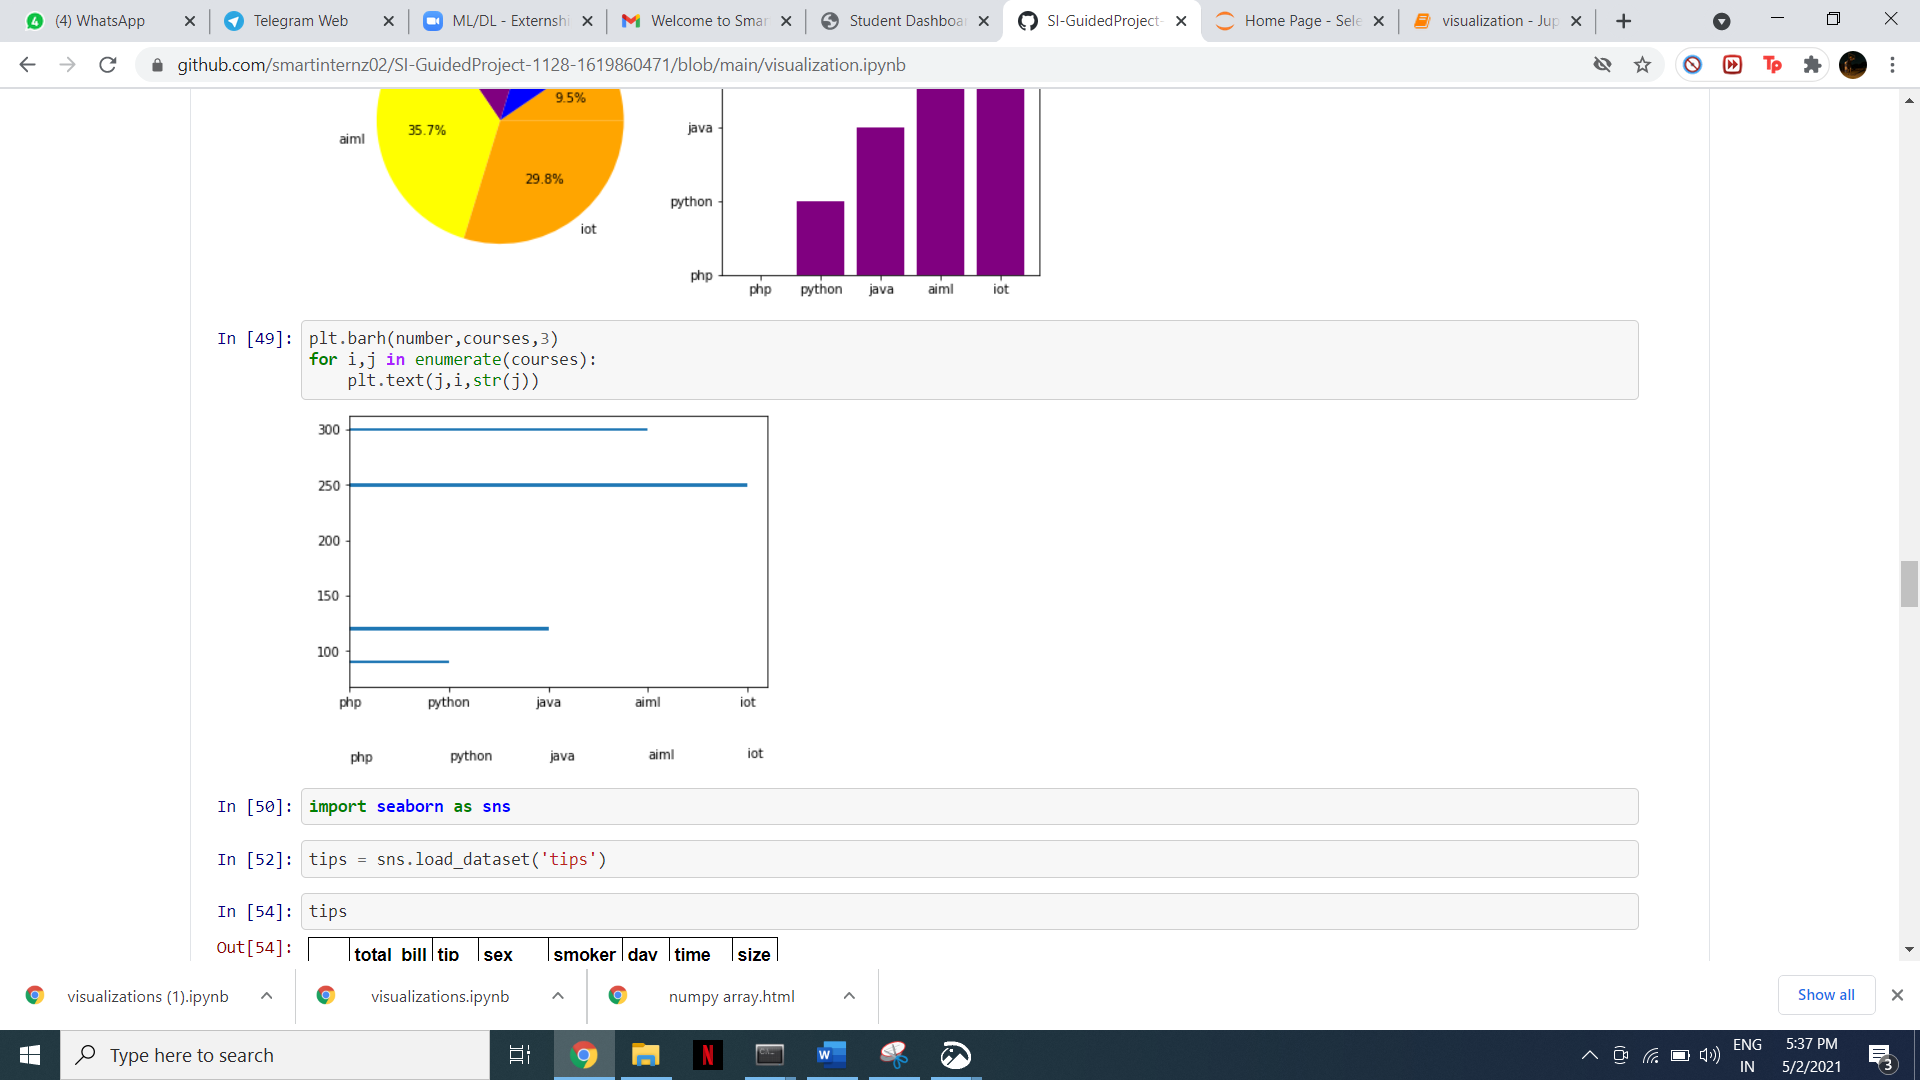 (4) WhatsApp
Telegram Web
ML/DL - Externshi
Welcome to Smar
Student Dashboar
SI-GuidedProject-
Home Page - Sele
visualization - Jup
github.com/smartinternz02/SI-GuidedProject-1128-1619860471/blob/main/visualization.ipynb
Tp
9.5%
35.7%
aiml
29.8%
iot
java
python
php
php python java aiml iot
In [49]: plt.barh(number,courses,3)
for i,j in enumerate(courses):
plt.text(j,i,str(j))
300
250
200
150
100
php python java aiml iot
php python java aiml iot
In [50]: import seaborn as sns
In [52]: tips = sns.load_dataset('tips')
In [54]: tips
Out[54]: total_bill tip sex smoker day time size
visualizations (1).ipynb
visualizations.ipynb
numpy array.html
Show all
Type here to search
N
W
ENG
IN
5:37 PM
5/2/2021
3